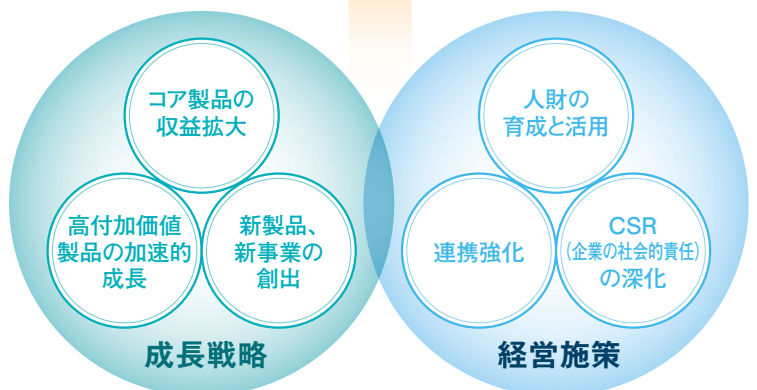 コア製品の
収益拡大
高付加価値
製品の加速的
成長
新製品、
新事業の
創出
成長戦略
人財の
育成と活用
連携強化
CSR
(企業の社会的責任)
の深化
経営施策